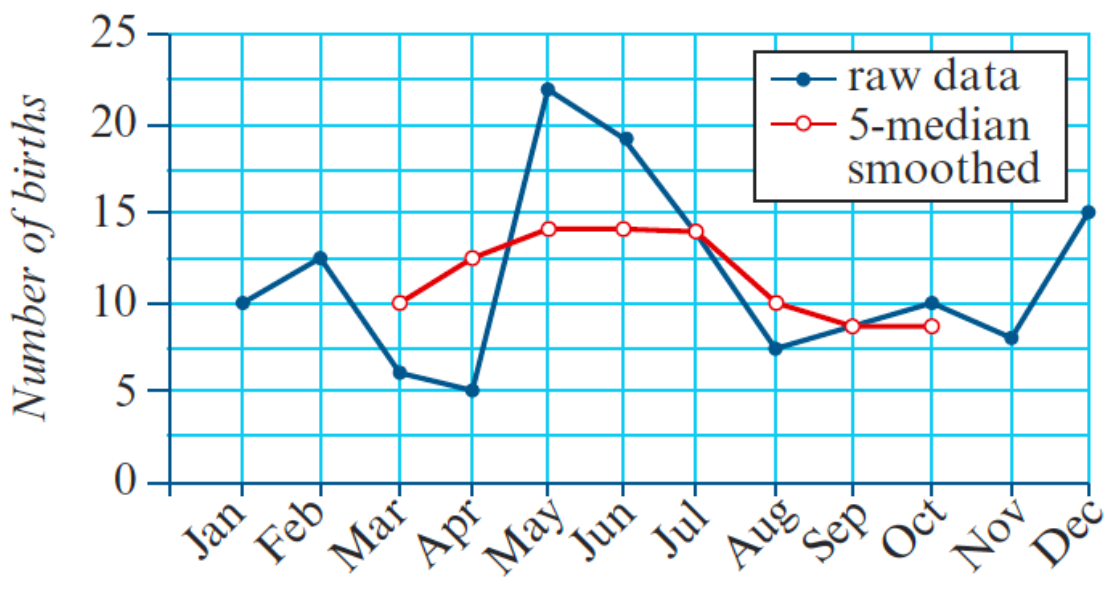 Number of births
25
20
15
10
5
0
raw data
5-median
smoothed
Jan Feb Mar Apr May Jun Jul Aug Sep Oct Nov Dec